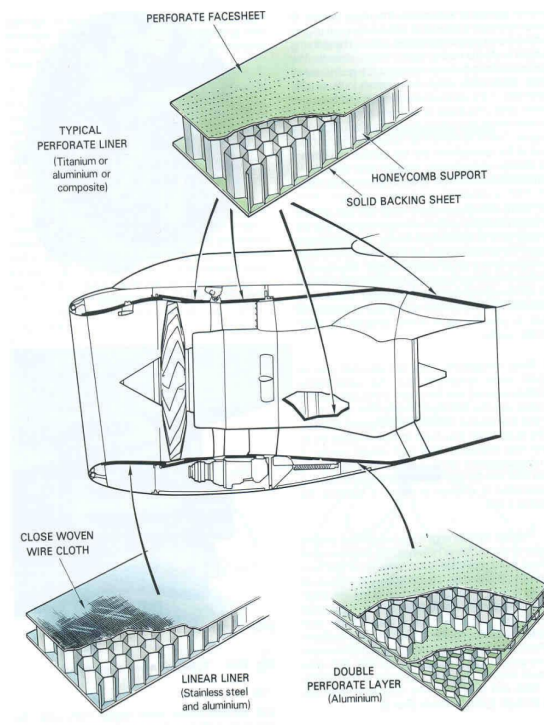 PERFORATE FACESHEET
TYPICAL
PERFORATE LINER
(Titanium or
aluminium or
composite)
HONEYCOMB SUPPORT
SOLID BACKING SHEET
CLOSE WOVEN
WIRE CLOTH
LINEAR LINER
(Stainless steel
and aluminium)
DOUBLE
PERFORATE LAYER
(Aluminium)